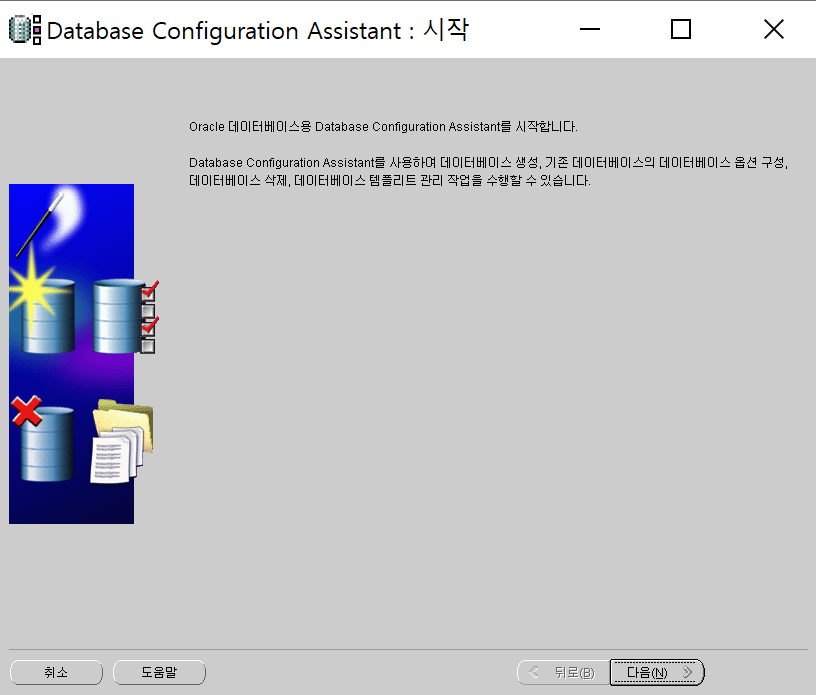 Database Configuration Assistant : 시작
Oracle 데이터베이스용 Database Configuration Assistant를 시작합니다.
Database Configuration Assistant를 사용하여 데이터베이스 생성, 기존 데이터베이스의 데이터베이스 옵션 구성,
데이터베이스 삭제, 데이터베이스 템플리트 관리 작업을 수행할 수 있습니다.
취소
도움말
뒤로(B)
다음(N)